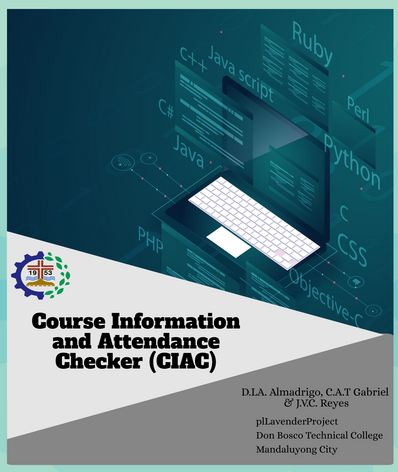 Ruby
C++
Java script
Perl
C#
Python
Java
C
PHP
CSS
Objective-C
19 53
Course Information
and Attendance
Checker (CIAC)
D.I.A. Almadrigo, C.A.T Gabriel
& J.V.C. Reyes
plLavenderProject
Don Bosco Technical College
Mandaluyong City